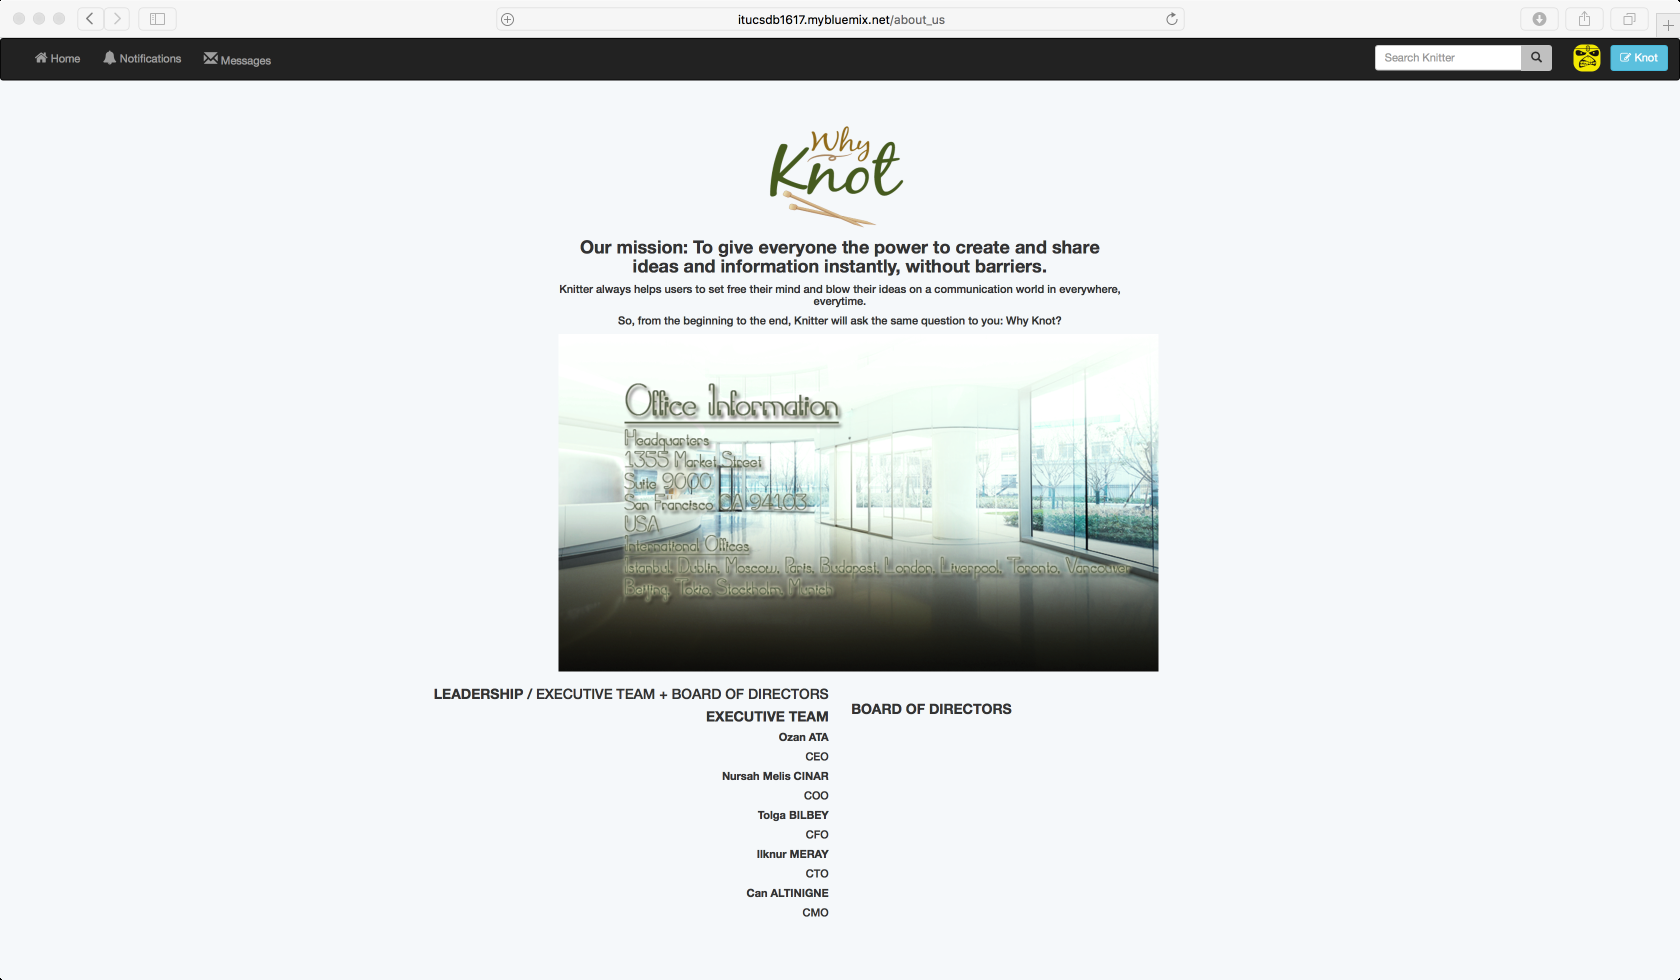 itucsdb1617.mybluemix.net/about_us
Home Notifications Messages Search Knitter Knot
Why
Knot
Our mission: To give everyone the power to create and share
ideas and information instantly, without barriers.
Knitter always helps users to set free their mind and blow their ideas on a communication world in everywhere,
everytime.
So, from the beginning to the end, Knitter will ask the same question to you: Why Knot?
Office Information
Headquarters
1355 Market Street
Suite 9000
San Francisco CA 94103
USA
International Offices
Istanbul, Dublin, Moscow, Paris, Budapest, London, Liverpool, Toronto, Vancouver
Beijing, Tokio, Stockholm, Munich
LEADERSHIP / EXECUTIVE TEAM + BOARD OF DIRECTORS
EXECUTIVE TEAM
Ozan ATA
CEO
Nursah Melis CINAR
COO
Tolga BILBEY
CFO
Ilknur MERAY
CTO
Can ALTINIGNE
CMO
BOARD OF DIRECTORS